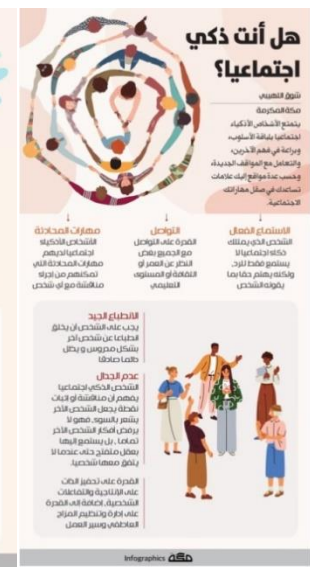 هل أنت ذكي
اجتماعيا؟
شوق اللهيبي
مكة المكرمة
يتمتع الأشخاص الأذكياء
اجتماعيا بلباقة الأسلوب،
وبراعة في فهم الآخرين،
والتعامل مع المواقف الجديدة،
وحسب عدة مواقع إليك علامات
تساعدك في صقل مهاراتك
الاجتماعية.
الاستماع الفعال
الشخص الذي يمتلك
ذكاء اجتماعيا لا
يستمع فقط للرد،
ولكنه يهتم حقا بما
يقوله الشخص
التواصل
القدرة على التواصل
مع الجميع بغض
النظر عن العمر أو
الثقافة أو المستوى
التعليمي
مهارات المحادثة
الأشخاص الأذكياء
اجتماعيا لديهم
مهارات المحادثة التي
تمكنهم من إجراء
مناقشة مع أي شخص
الانطباع الجيد
يجب على الشخص أن يخلق
انطباعا عن شخص آخر
بشكل مدروس و يظل
دائما صادقا
عدم الجدال
الشخص الذكي اجتماعيا
يفهم أن مناقشة أو إثبات
نقطة يجعل الشخص الآخر
يشعر بالسوء، فهو لا
يرفض أفكار الشخص الآخر
تماما ، بل يستمع إليها
بعقل منفتح حتى عندما لا
يتفق معها شخصيا.
القدرة على تحفيز الذات
على الإنتاجية والتفاعلات
الشخصية ، إضافة إلى القدرة
على إدارة وتنظيم المزاج
العاطفي وسير العمل
Infographics مكة